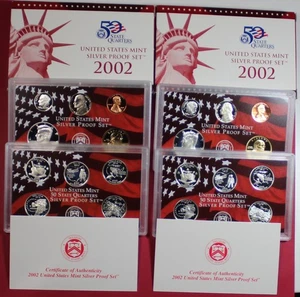 50
STATE
QUARTERS
UNITED STATES MINT
SILVER PROOF SET
2002
50
STATE
QUARTERS
UNITED STATES MINT
SILVER PROOF SET
2002
UNITED STATES MINT
SILVER PROOF SET
UNITED STATES MINT
SILVER PROOF SET
UNITED STATES MINT
50 STATE QUARTERS
SILVER PROOF SET
UNITED STATES MINT
50 STATE QUARTERS
SILVER PROOF SET
Certificate of Authenticity
2002 United States Mint Silver Proof Set
Certificate of Authenticity
2002 United States Mint Silver Proof Set